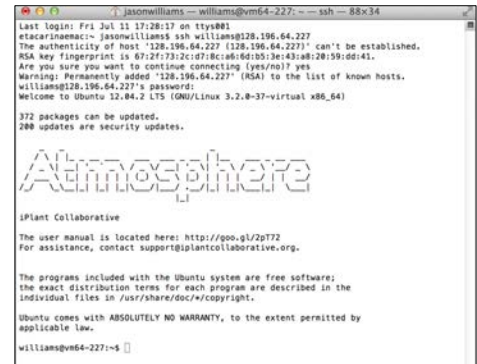 jasonwilliams — williams@vm64-227: ~ — ssh — 88×34
Last login: Fri Jul 11 17:28:17 on ttys001
etacarinaemac:~ jasonwilliams$ ssh williams@128.196.64.227
The authenticity of host '128.196.64.227 (128.196.64.227)' can't be established.
RSA key fingerprint is 67:2f:73:2c:d7:8c:a6:6d:b5:3e:43:a8:20:59:dd:41.
Are you sure you want to continue connecting (yes/no)? yes
Warning: Permanently added '128.196.64.227' (RSA) to the list of known hosts.
williams@128.196.64.227's password:
Welcome to Ubuntu 12.04.2 LTS (GNU/Linux 3.2.0-37-virtual x86_64)
372 packages can be updated.
200 updates are security updates.
Atmosphere
iPlant Collaborative
The user manual is located here: http://goo.gl/2pT72
For assistance, contact support@iplantcollaborative.org.
The programs included with the Ubuntu system are free software;
the exact distribution terms for each program are described in the
individual files in /usr/share/doc/*/copyright.
Ubuntu comes with ABSOLUTELY NO WARRANTY, to the extent permitted by
applicable law.
williams@vm64-227:~$